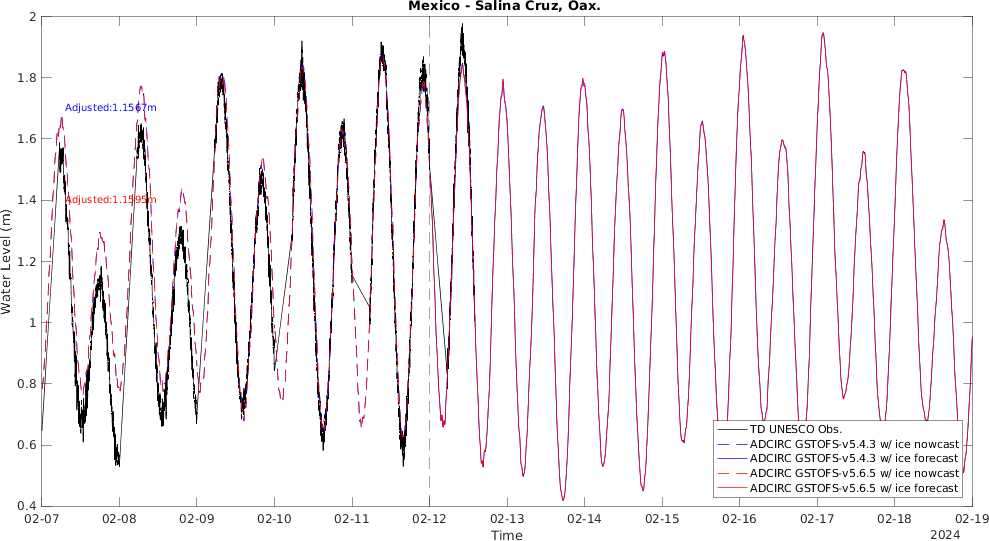 Mexico - Salina Cruz, Oax.
2
1.8
1.6
1.4
1.2
1
0.8
0.6
0.4
Water Level (m)
Adjusted:1.1567m
Adjusted:1.1595m
TD UNESCO Obs.
ADCIRC GSTOFS-v5.4.3 w/ ice nowcast
ADCIRC GSTOFS-v5.4.3 w/ ice forecast
ADCIRC GSTOFS-v5.6.5 w/ ice nowcast
ADCIRC GSTOFS-v5.6.5 w/ ice forecast
02-07 02-08 02-09 02-10 02-11 02-12 02-13 02-14 02-15 02-16 02-17 02-18 02-19
Time
2024